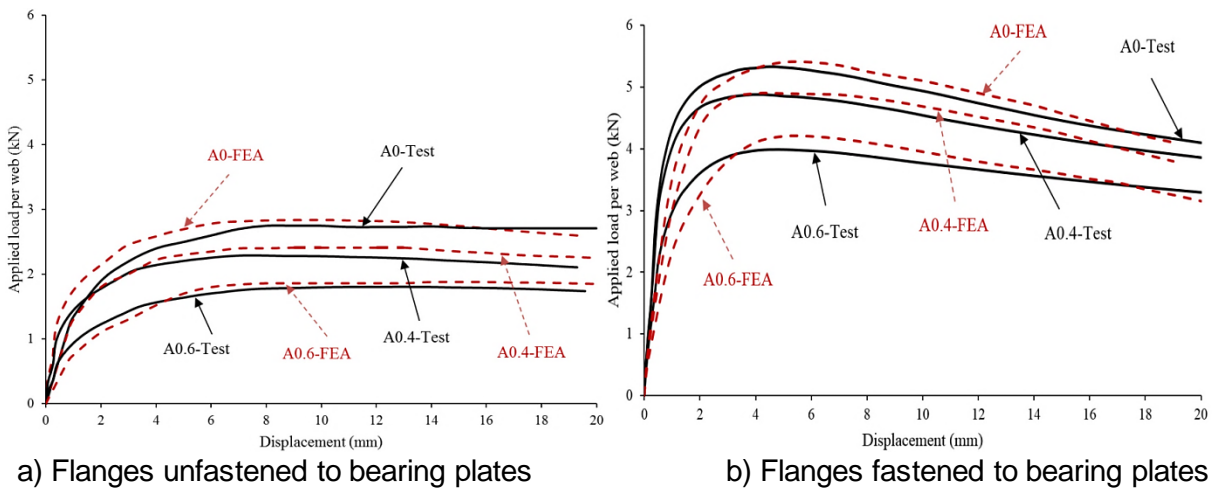 6
5
4
3
2
1
0
Applied load per web (kN)
A0-FEA
A0-Test
A0.6-Test
A0.6-FEA
A0.4-Test
A0.4-FEA
0 2 4 6 8 10 12 14 16 18 20
Displacement (mm)
a) Flanges unfastened to bearing plates
6
5
4
3
2
1
0
Applied load per web (kN)
A0-FEA
A0-Test
A0.6-Test
A0.4-FEA
A0.4-Test
A0.6-FEA
0 2 4 6 8 10 12 14 16 18 20
Displacement (mm)
b) Flanges fastened to bearing plates